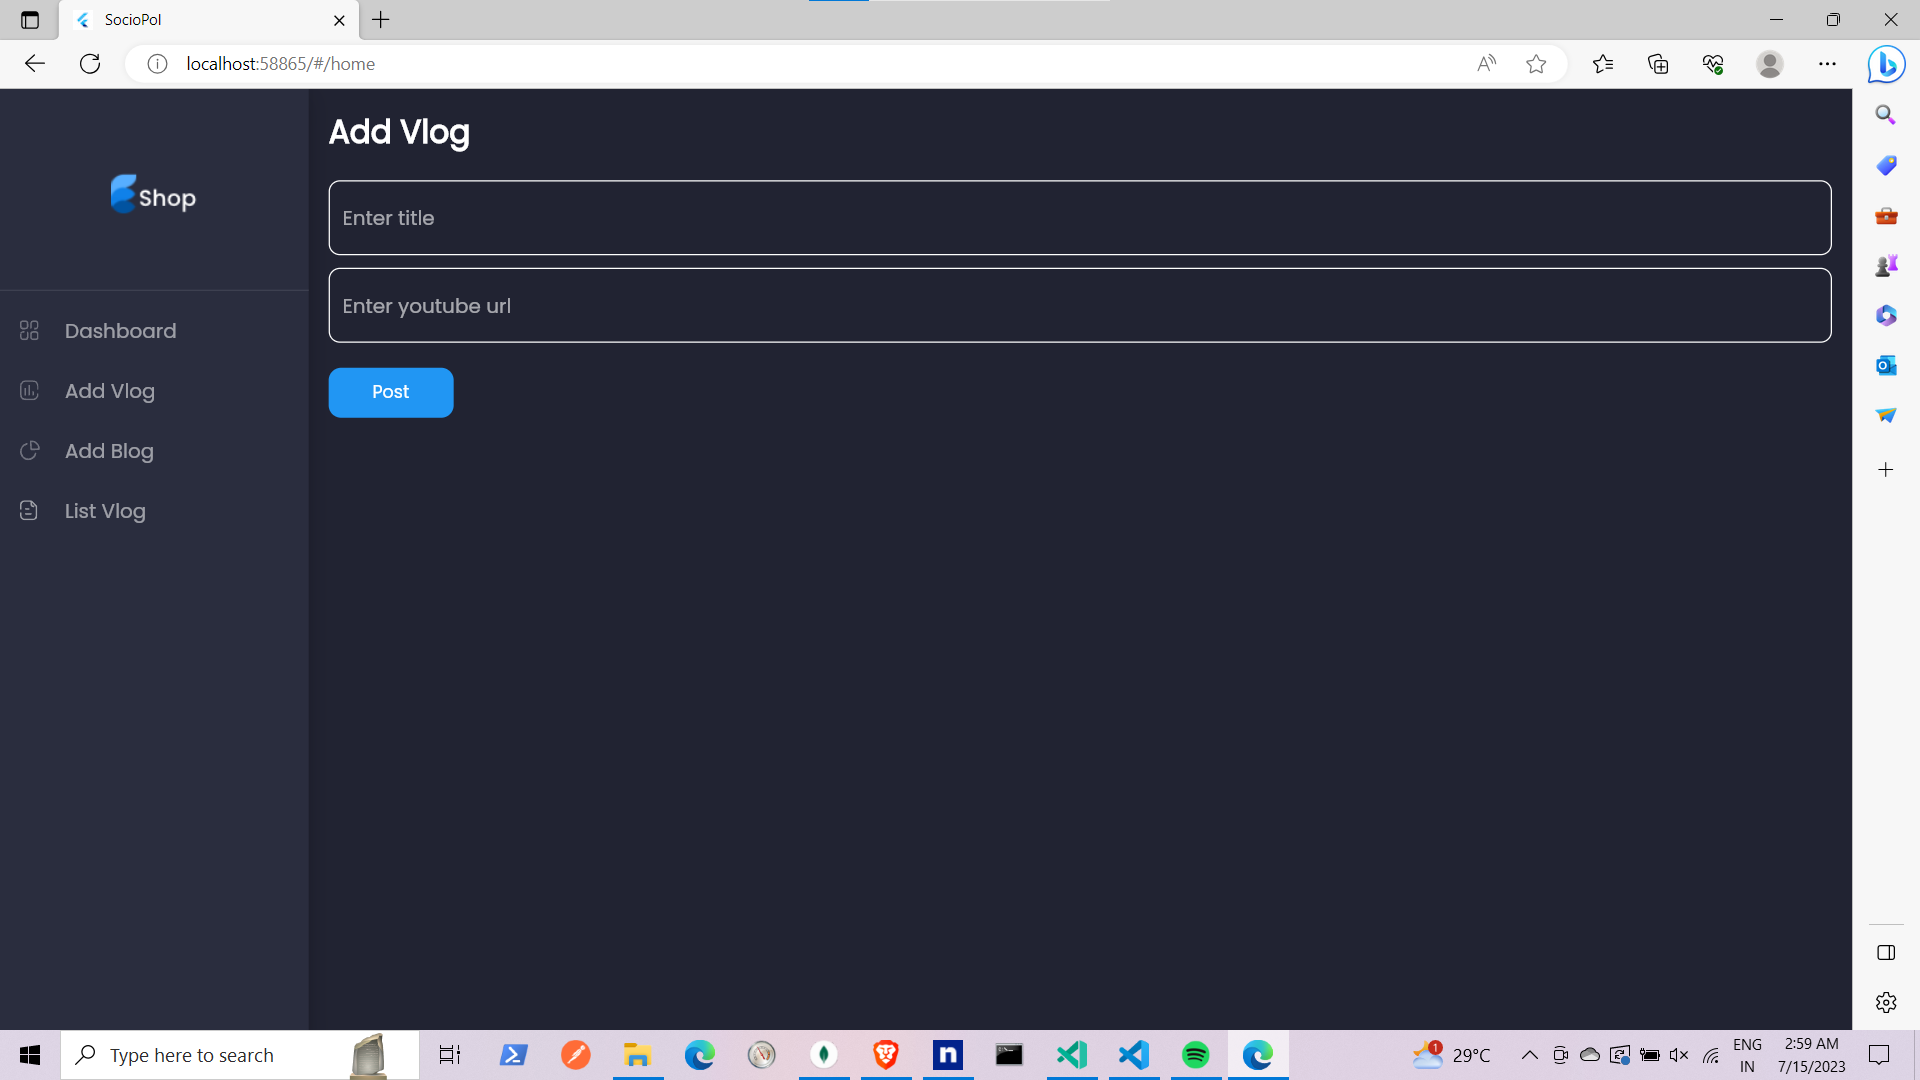 SocioPol
localhost:58865/#/home
Add Vlog
Shop
Enter title
Enter youtube url
Dashboard
Post
Add Vlog
Add Blog
List Vlog
Type here to search
1
29°C
ENG
IN
2:59 AM
7/15/2023